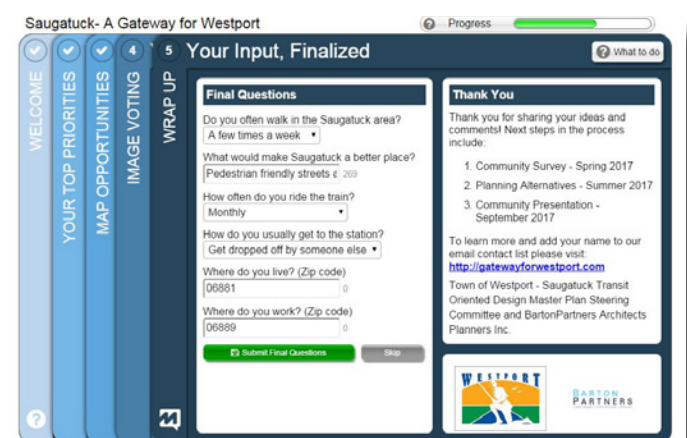 Saugatuck- A Gateway for Westport
? Progress
WELCOME
?
YOUR TOP PRIORITIES
MAP OPPORTUNITIES
4
IMAGE VOTING
5
WRAP UP
Your Input, Finalized
? What to do
Final Questions
Do you often walk in the Saugatuck area?
A few times a week
What would make Saugatuck a better place?
Pedestrian friendly streets 269
How often do you ride the train?
Monthly
How do you usually get to the station?
Get dropped off by someone else
Where do you live? (Zip code)
06881 0
Where do you work? (Zip code)
06889 0
Submit Final Questions Skip
Thank You
Thank you for sharing your ideas and
comments! Next steps in the process
include:
1. Community Survey - Spring 2017
2. Planning Alternatives - Summer 2017
3. Community Presentation -
September 2017
To learn more and add your name to our
email contact list please visit:
http://gatewayforwestport.com
Town of Westport - Saugatuck Transit
Oriented Design Master Plan Steering
Committee and BartonPartners Architects
Planners Inc.
WESTPORT
BARTON
PARTNERS